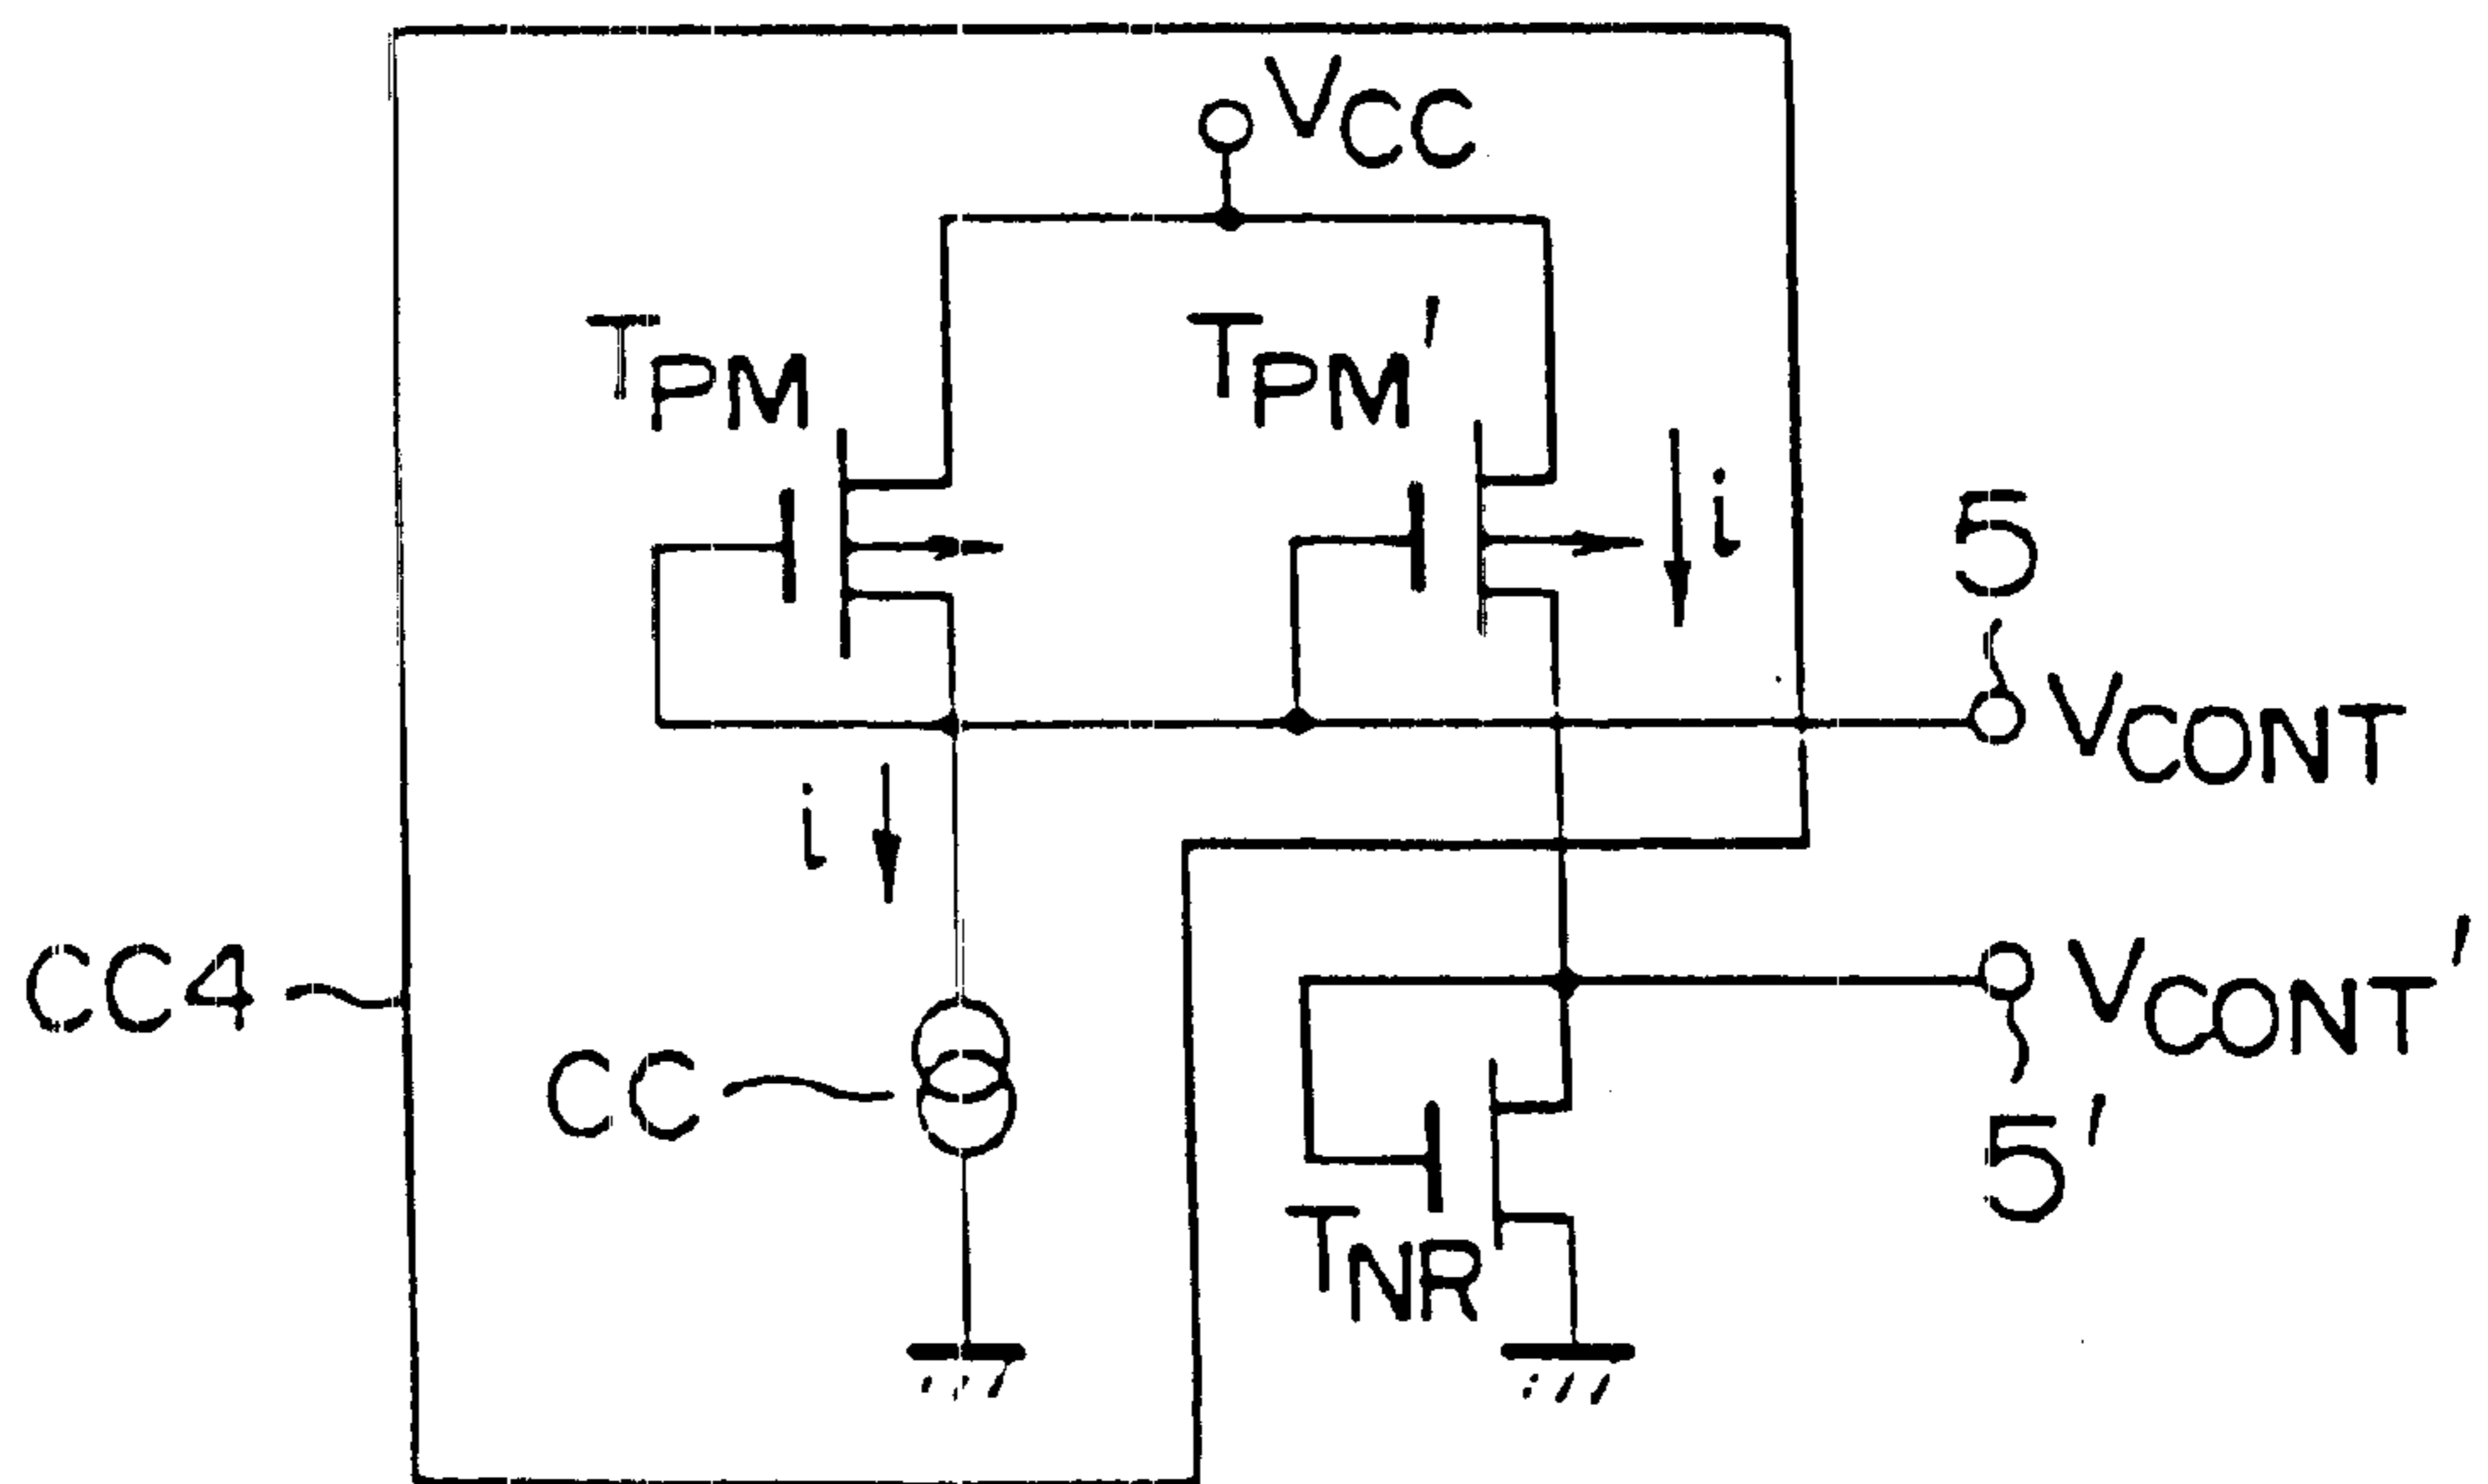 VCC
TPM
TPM'
i
5
VCONT
i
CC4
VCONT'
CC
5'
TNR